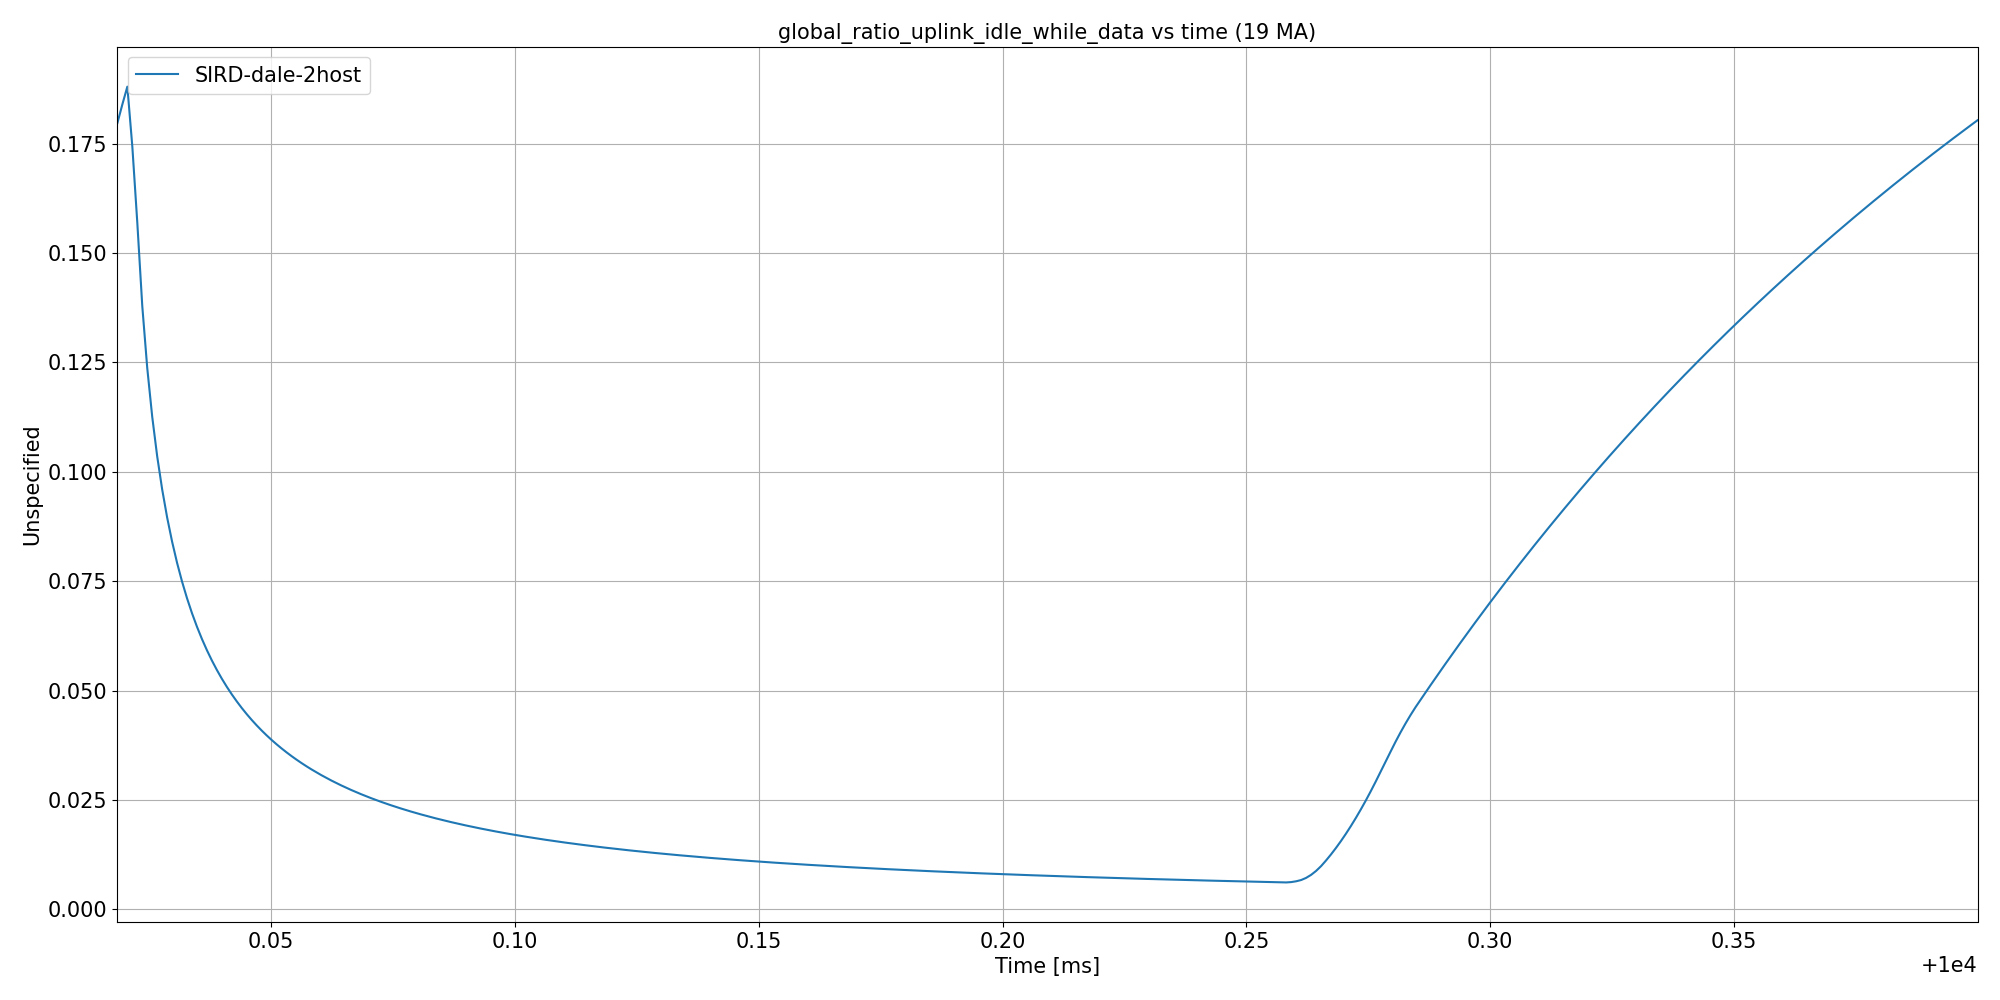 global_ratio_uplink_idle_while_data vs time (19 MA)
SIRD-dale-2host
Unspecified
0.175
0.150
0.125
0.100
0.075
0.050
0.025
0.000
0.05 0.10 0.15 0.20 0.25 0.30 0.35
Time [ms]
+1e4